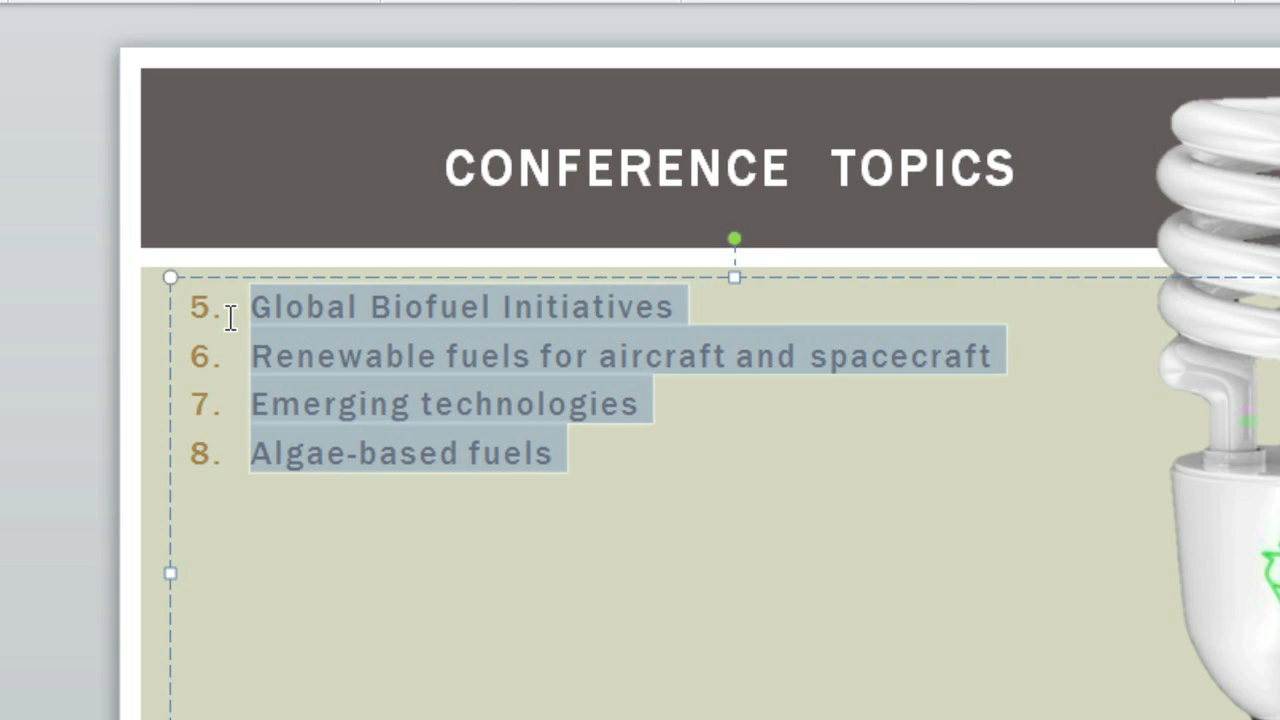 CONFERENCE TOPICS
5. Global Biofuel Initiatives
6. Renewable fuels for aircraft and spacecraft
7. Emerging technologies
8. Algae-based fuels